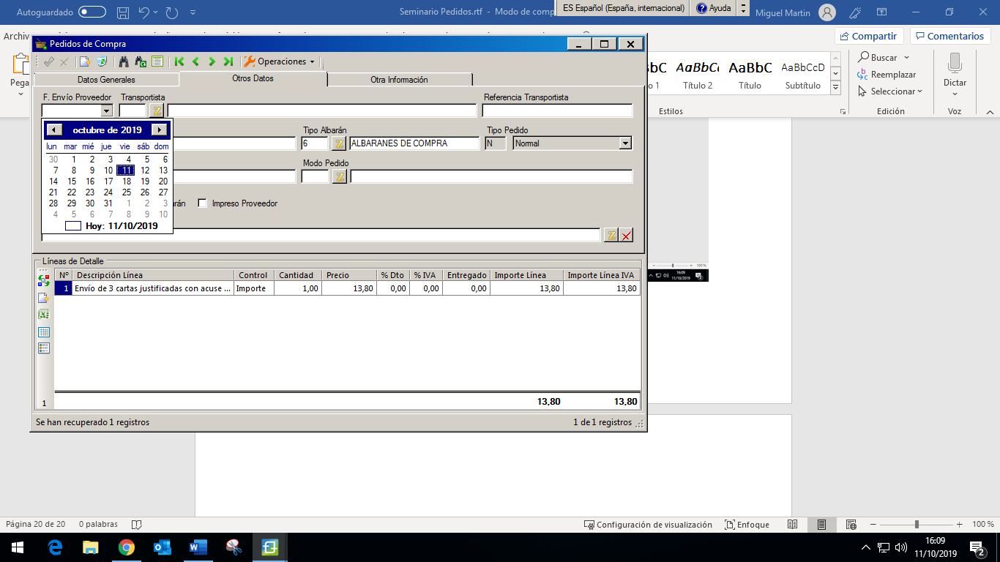 Autoguardado
Seminario Pedidos.rtf - Modo de comp
ES Español (España, internacional)
? Ayuda
Miguel Martin
Archiv
Compartir
Comentarios
Pega
BbC
AaBbCc
AaBbC
AaBbCcD
o 1
Título 2
Título
Subtítulo
Estilos
Buscar
Reemplazar
Seleccionar
Edición
Dictar
Voz
Pedidos de Compra
Operaciones
Datos Generales
Otros Datos
Otra Información
F. Envío Proveedor
Transportista
Referencia Transportista
octubre de 2019
lun mar mié jue vie sáb dom
30 1 2 3 4 5 6
7 8 9 10 11 12 13
14 15 16 17 18 19 20
21 22 23 24 25 26 27
28 29 30 31 1 2 3
4 5 6 7 8 9 10
Hoy: 11/10/2019
Tipo Albarán
Tipo Pedido
6
ALBARANES DE COMPRA
N
Normal
Modo Pedido
rán
Impreso Proveedor
Líneas de Detalle
Nº Descripción Línea Control Cantidad Precio % Dto % IVA Entregado Importe Línea Importe Línea IVA
1 Envío de 3 cartas justificadas con acuse ... Importe 1,00 13,80 0,00 0,00 0,00 13,80 13,80
1
13,80 13,80
Se han recuperado 1 registros
1 de 1 registros
100 %
16:09
11/10/2019
Página 20 de 20
0 palabras
Configuración de visualización
Enfoque
100 %
16:09
11/10/2019
2